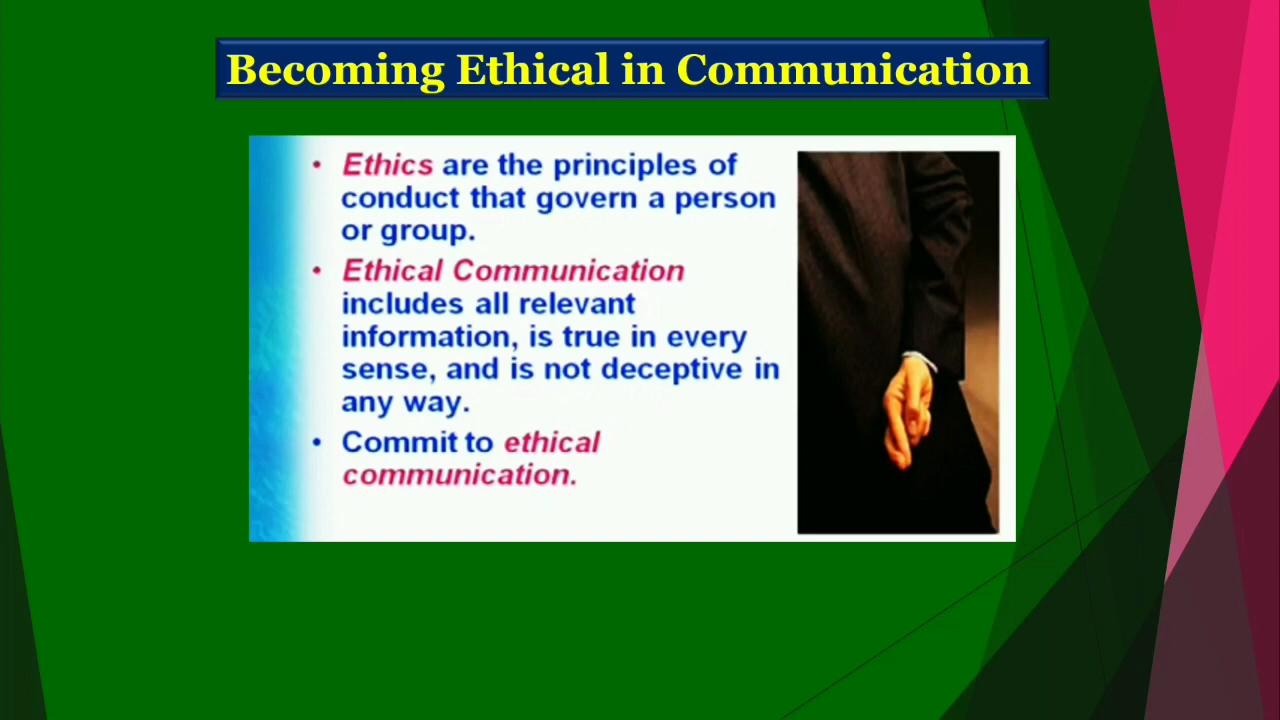 Becoming Ethical in Communication
• Ethics are the principles of
conduct that govern a person
or group.
• Ethical Communication
includes all relevant
information, is true in every
sense, and is not deceptive in
any way.
• Commit to ethical
communication.